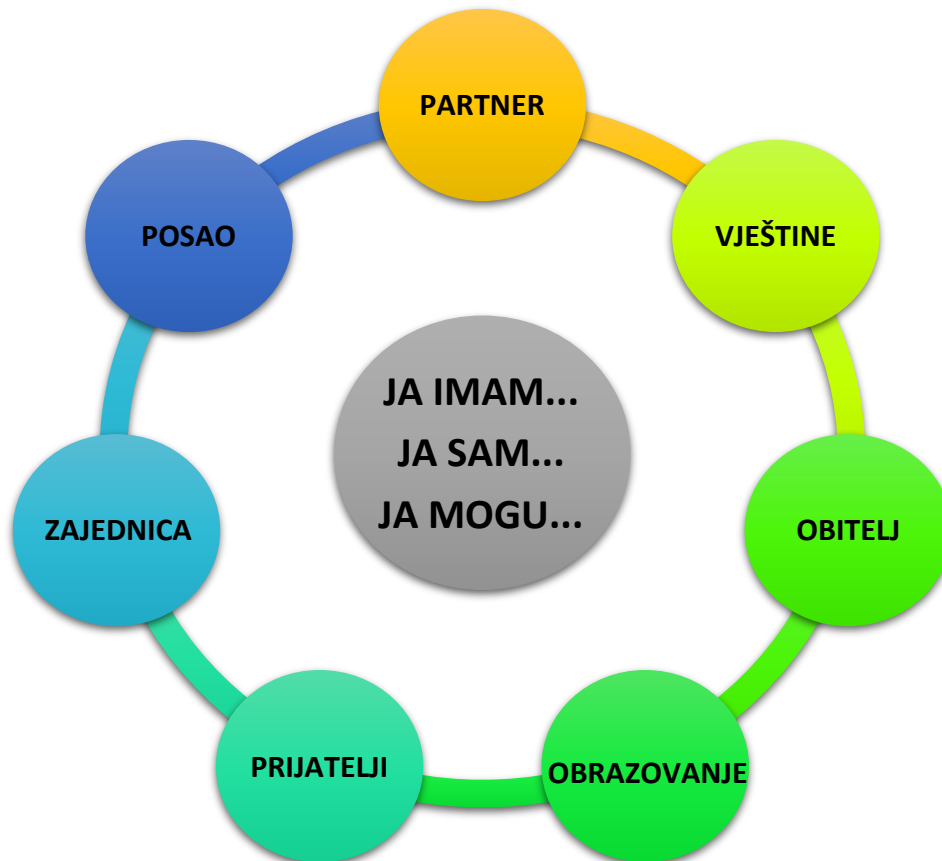 PARTNER
VJEŠTINE
OBITELJ
OBRAZOVANJE
PRIJATELJI
ZAJEDNICA
POSAO
JA IMAM...
JA SAM...
JA MOGU...